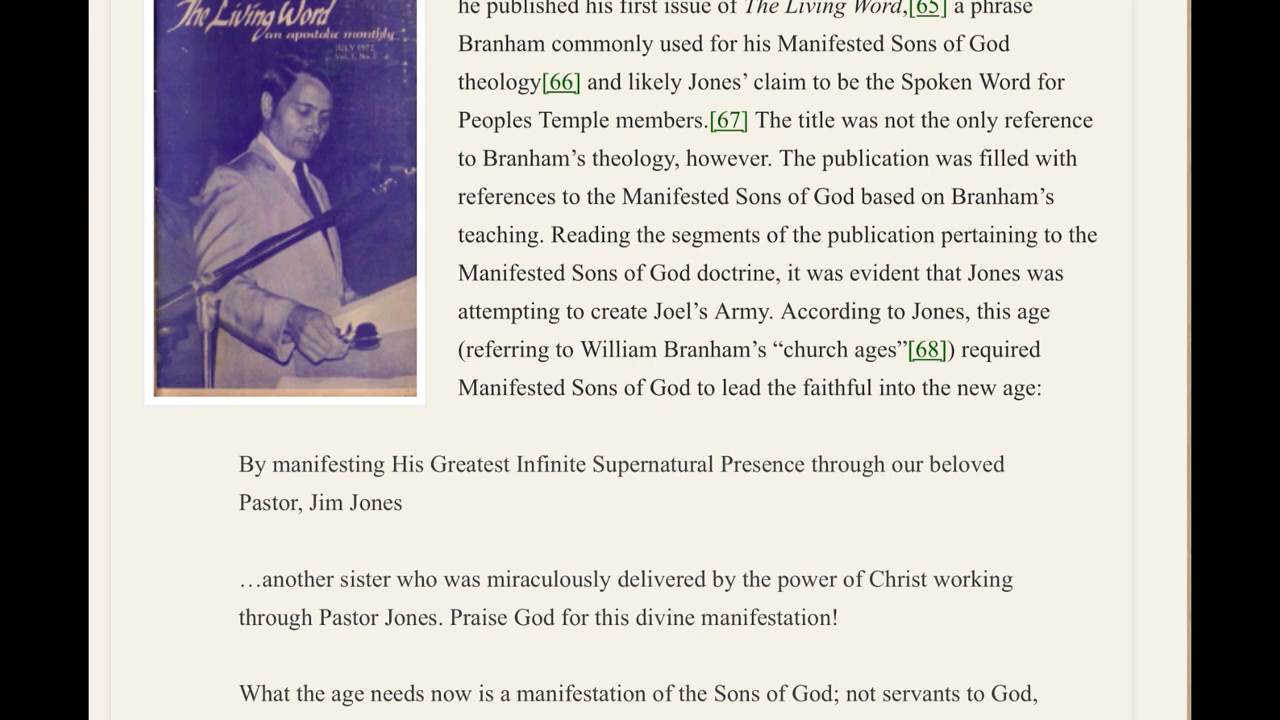 The Living Word
an apostolic monthly
JULY 1972
Vol. 1, No. 1
he published his first issue of The Living Word,[65] a phrase
Branham commonly used for his Manifested Sons of God
theology[66] and likely Jones’ claim to be the Spoken Word for
Peoples Temple members.[67] The title was not the only reference
to Branham’s theology, however. The publication was filled with
references to the Manifested Sons of God based on Branham’s
teaching. Reading the segments of the publication pertaining to the
Manifested Sons of God doctrine, it was evident that Jones was
attempting to create Joel’s Army. According to Jones, this age
(referring to William Branham’s “church ages”[68]) required
Manifested Sons of God to lead the faithful into the new age:
By manifesting His Greatest Infinite Supernatural Presence through our beloved
Pastor, Jim Jones
…another sister who was miraculously delivered by the power of Christ working
through Pastor Jones. Praise God for this divine manifestation!
What the age needs now is a manifestation of the Sons of God; not servants to God,